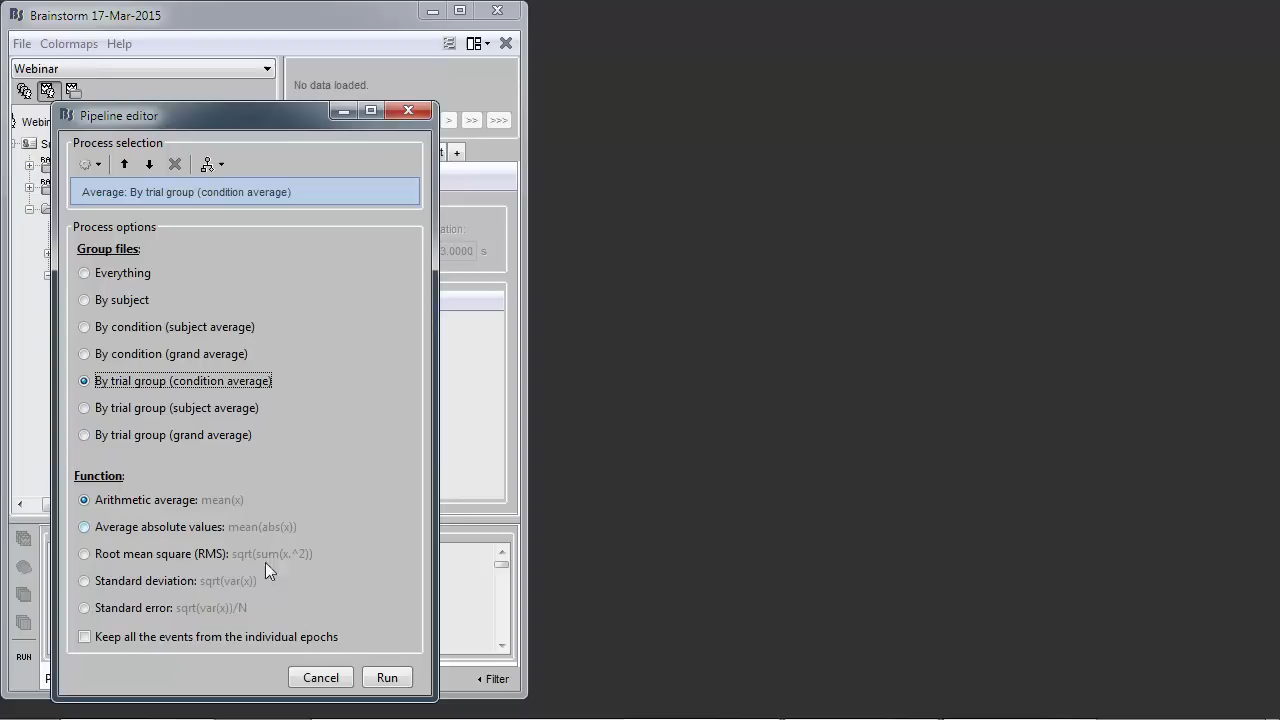 Brainstorm 17-Mar-2015
File Colormaps Help
Webinar
No data loaded.
> >> >>>
Pipeline editor
Process selection
Average: By trial group (condition average)
Process options
Group files:
Everything
By subject
By condition (subject average)
By condition (grand average)
By trial group (condition average)
By trial group (subject average)
By trial group (grand average)
Function:
Arithmetic average: mean(x)
Average absolute values: mean(abs(x))
Root mean square (RMS): sqrt(sum(x.^2))
Standard deviation: sqrt(var(x))
Standard error: sqrt(var(x))/N
Keep all the events from the individual epochs
Cancel Run
Webin
ation:
3.0000 s
RUN
Filter